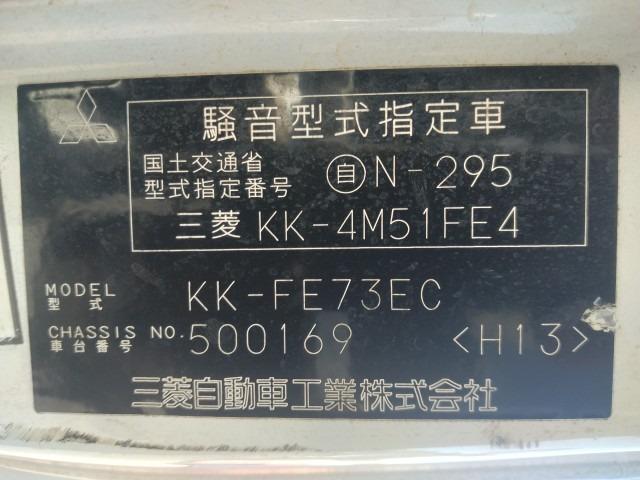 騒音型式指定車
国土交通省
型式指定番号 自N-295
三菱 KK-4M51FE4
MODEL
型式 KK-FE73EC
CHASSIS NO.
車台番号 500169 <H13>
三菱自動車工業株式会社